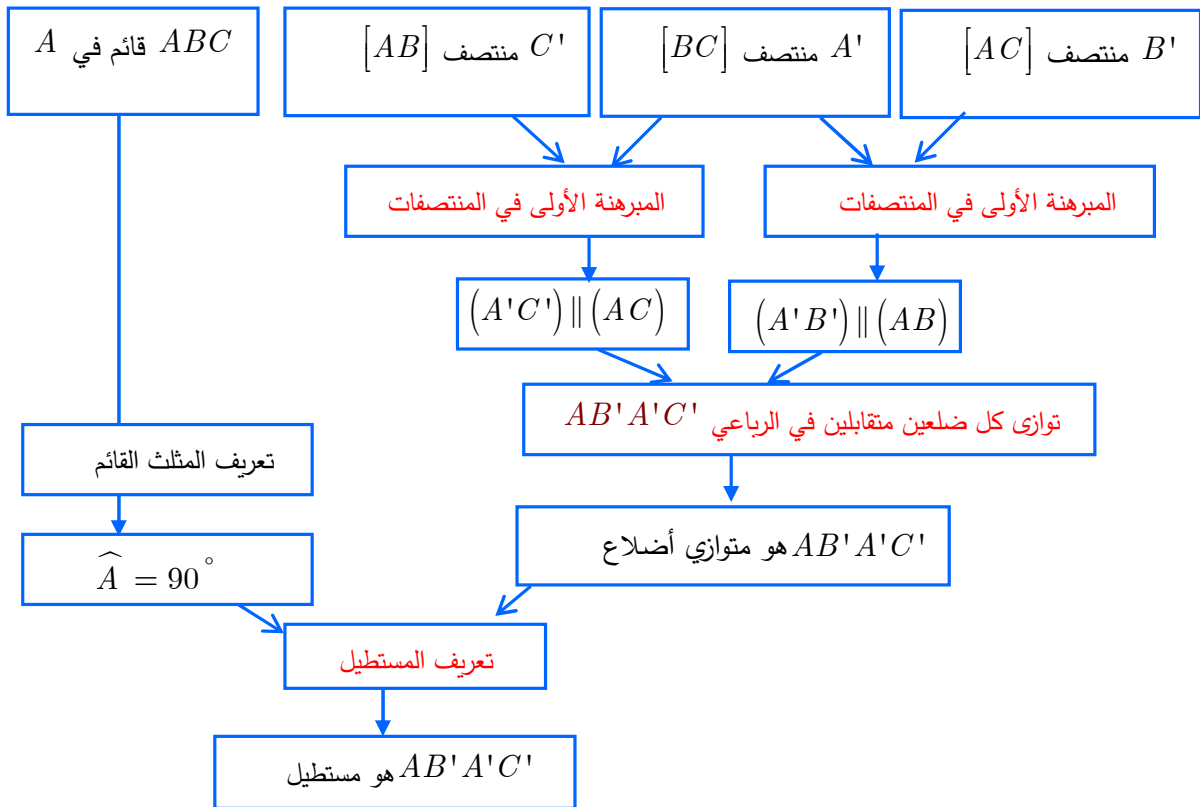 B' منتصف [AC]
A' منتصف [BC]
C' منتصف [AB]
ABC قائم في A
المبرهنة الأولى في المنتصفات
المبرهنة الأولى في المنتصفات
(A'B') ∥ (AB)
(A'C') ∥ (AC)
توازى كل ضلعين متقابلين في الرباعي AB'A'C'
تعريف المثلث القائم
AB'A'C' هو متوازي أضلاع
\widehat{A} = 90°
تعريف المستطيل
AB'A'C' هو مستطيل